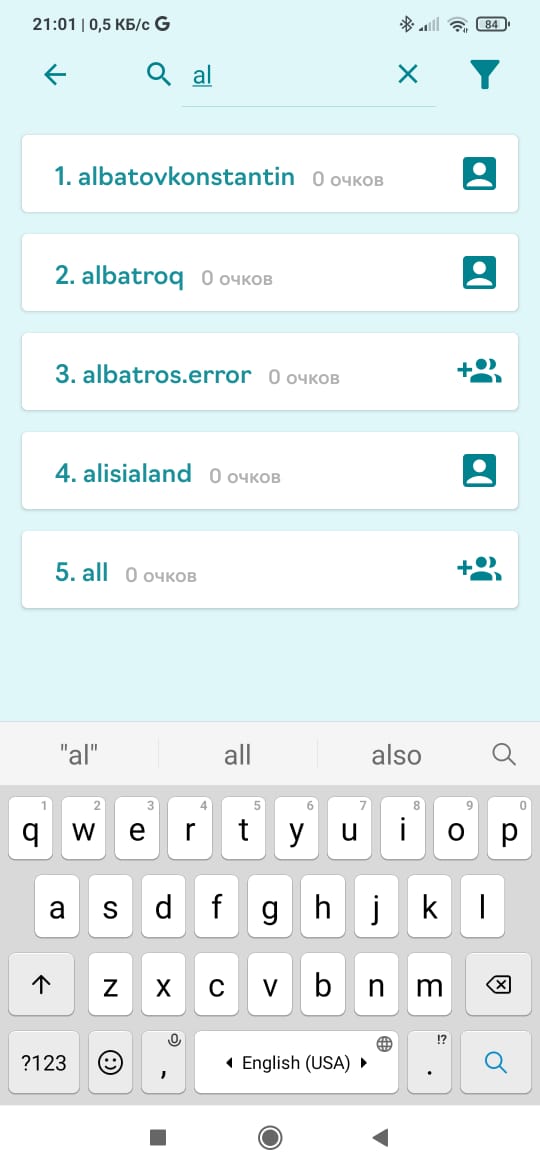 21:01 | 0,5 КБ/с G 84
al
1. albatovkonstantin 0 очков
2. albatroq 0 очков
3. albatros.error 0 очков
4. alisialand 0 очков
5. all 0 очков
"al" all also
1 2 3 4 5 6 7 8 9 0
q w e r t y u i o p
a s d f g h j k l
z x c v b n m
?123 , English (USA) . !?